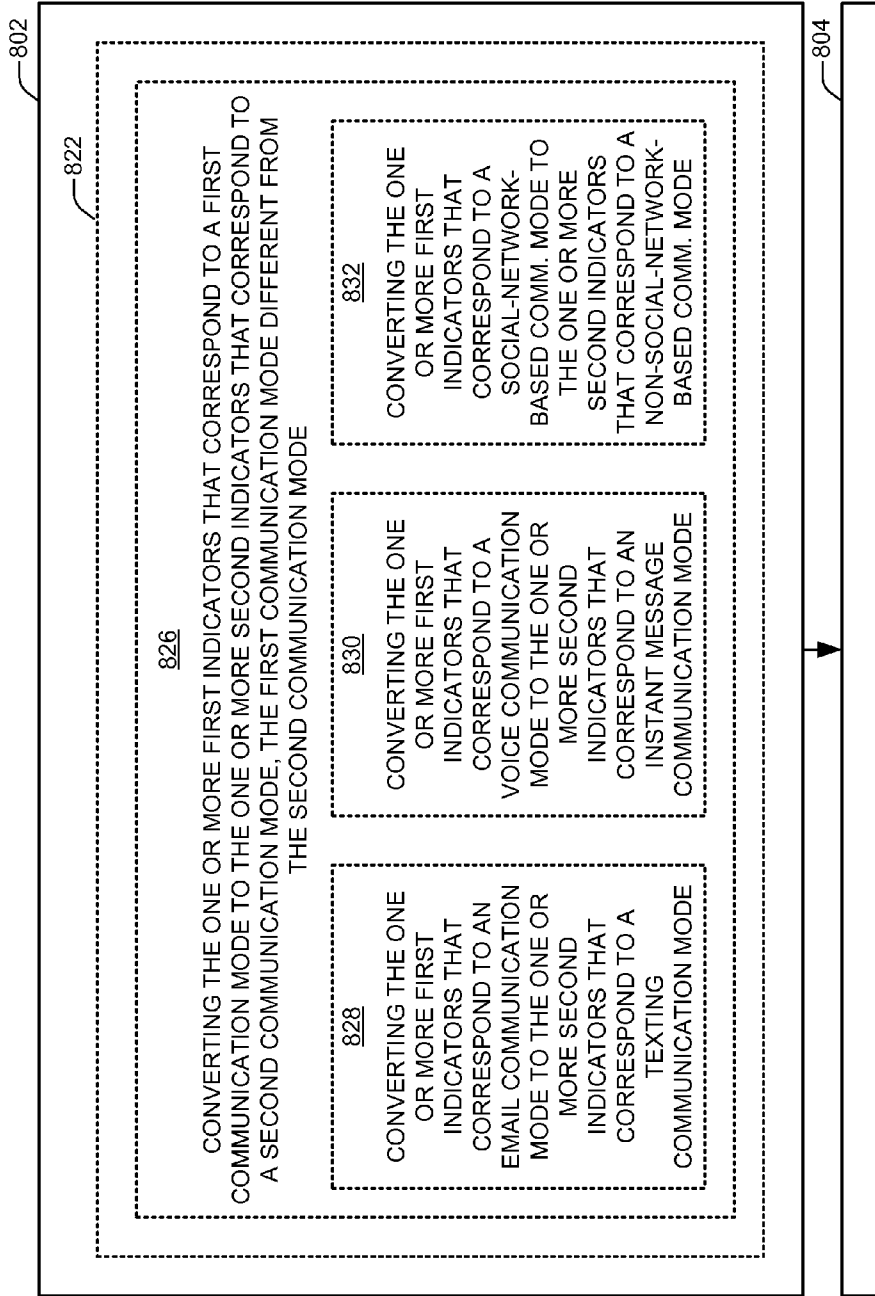 802
822
826
CONVERTING THE ONE OR MORE FIRST INDICATORS THAT CORRESPOND TO A FIRST
COMMUNICATION MODE TO THE ONE OR MORE SECOND INDICATORS THAT CORRESPOND TO
A SECOND COMMUNICATION MODE, THE FIRST COMMUNICATION MODE DIFFERENT FROM
THE SECOND COMMUNICATION MODE
828
CONVERTING THE ONE
OR MORE FIRST
INDICATORS THAT
CORRESPOND TO AN
EMAIL COMMUNICATION
MODE TO THE ONE OR
MORE SECOND
INDICATORS THAT
CORRESPOND TO A
TEXTING
COMMUNICATION MODE
830
CONVERTING THE ONE
OR MORE FIRST
INDICATORS THAT
CORRESPOND TO A
VOICE COMMUNICATION
MODE TO THE ONE OR
MORE SECOND
INDICATORS THAT
CORRESPOND TO AN
INSTANT MESSAGE
COMMUNICATION MODE
832
CONVERTING THE ONE
OR MORE FIRST
INDICATORS THAT
CORRESPOND TO A
SOCIAL-NETWORK-
BASED COMM. MODE TO
THE ONE OR MORE
SECOND INDICATORS
THAT CORRESPOND TO A
NON-SOCIAL-NETWORK-
BASED COMM. MODE
804